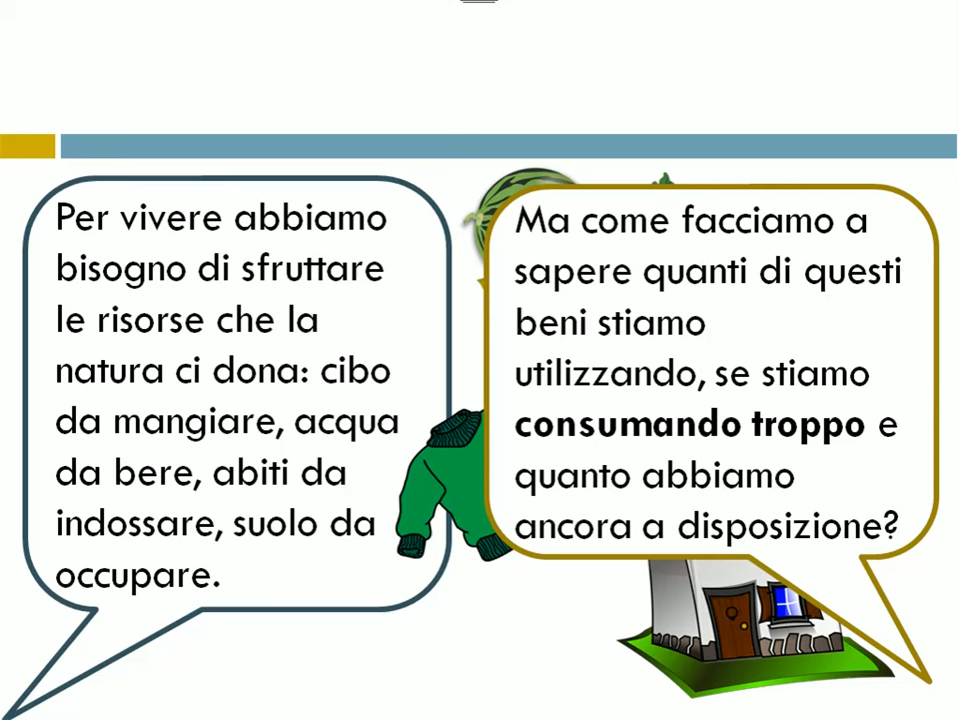 Per vivere abbiamo
bisogno di sfruttare
le risorse che la
natura ci dona: cibo
da mangiare, acqua
da bere, abiti da
indossare, suolo da
occupare.
Ma come facciamo a
sapere quanti di questi
beni stiamo
utilizzando, se stiamo
consumando troppo e
quanto abbiamo
ancora a disposizione?